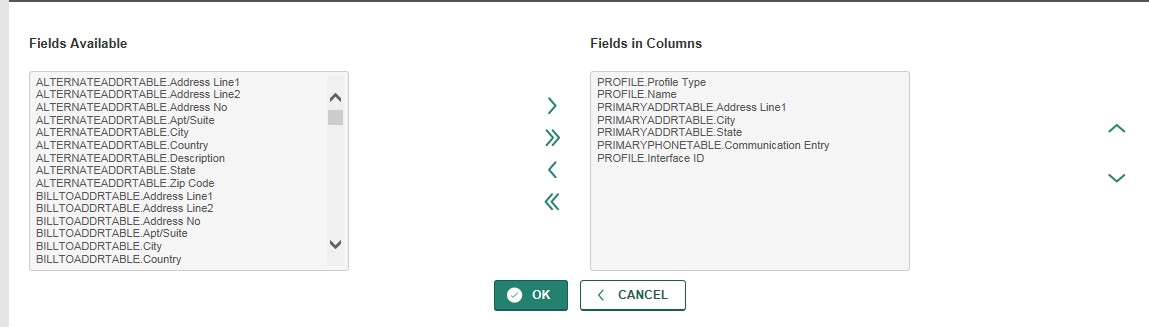 Fields Available
ALTERNATEADDRTABLE.Address Line1
ALTERNATEADDRTABLE.Address Line2
ALTERNATEADDRTABLE.Address No
ALTERNATEADDRTABLE.Apt/Suite
ALTERNATEADDRTABLE.City
ALTERNATEADDRTABLE.Country
ALTERNATEADDRTABLE.Description
ALTERNATEADDRTABLE.State
ALTERNATEADDRTABLE.Zip Code
BILLTOADDRTABLE.Address Line1
BILLTOADDRTABLE.Address Line2
BILLTOADDRTABLE.Address No
BILLTOADDRTABLE.Apt/Suite
BILLTOADDRTABLE.City
BILLTOADDRTABLE.Country
Fields in Columns
PROFILE.Profile Type
PROFILE.Name
PRIMARYADDRTABLE.Address Line1
PRIMARYADDRTABLE.City
PRIMARYADDRTABLE.State
PRIMARYPHONETABLE.Communication Entry
PROFILE.Interface ID
OK
CANCEL